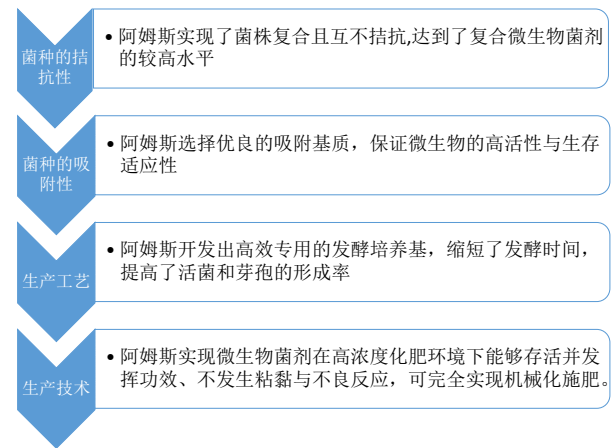 菌种的拮
抗性
• 阿姆斯实现了菌株复合且互不拮抗,达到了复合微生物菌剂
的较高水平
菌种的吸
附性
• 阿姆斯选择优良的吸附基质，保证微生物的高活性与生存
适应性
生产工艺
• 阿姆斯开发出高效专用的发酵培养基，缩短了发酵时间，
提高了活菌和芽孢的形成率
生产技术
• 阿姆斯实现微生物菌剂在高浓度化肥环境下能够存活并发
挥功效、不发生粘黏与不良反应，可完全实现机械化施肥。